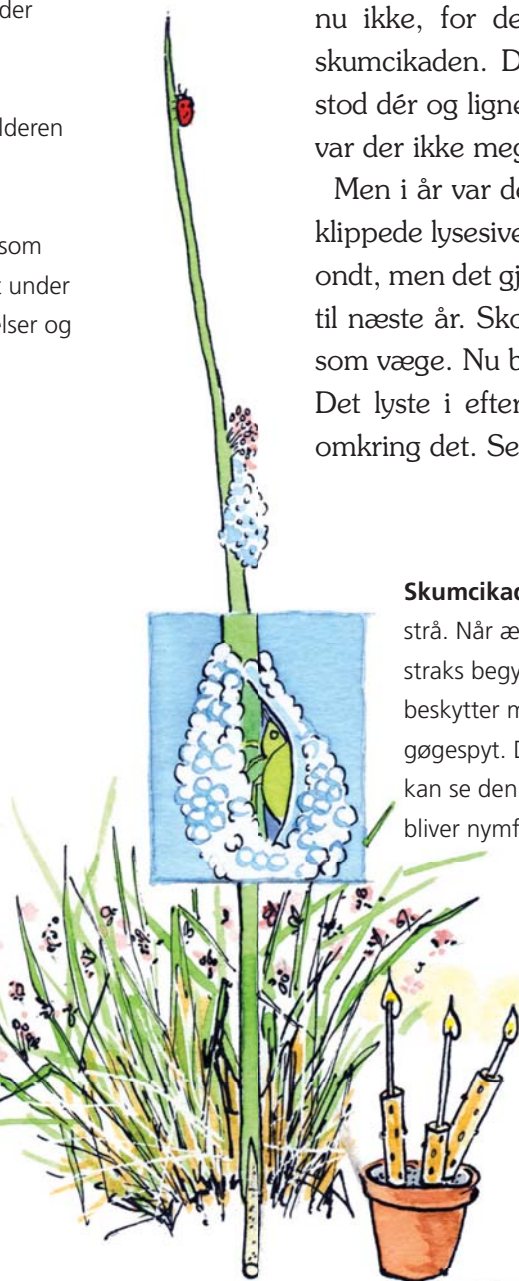 der
lderen
som
under
elser og
nu ikke, for de
skumcikaden. D
stod dér og ligne
var der ikke meg
Men i år var de
klippede lysesive
ondt, men det gj
til næste år. Sko
som væge. Nu b
Det lyste i efter
omkring det. Se
Skumcikad
strå. Når æ
straks begy
beskytter m
gøgespyt. D
kan se den
bliver nymf